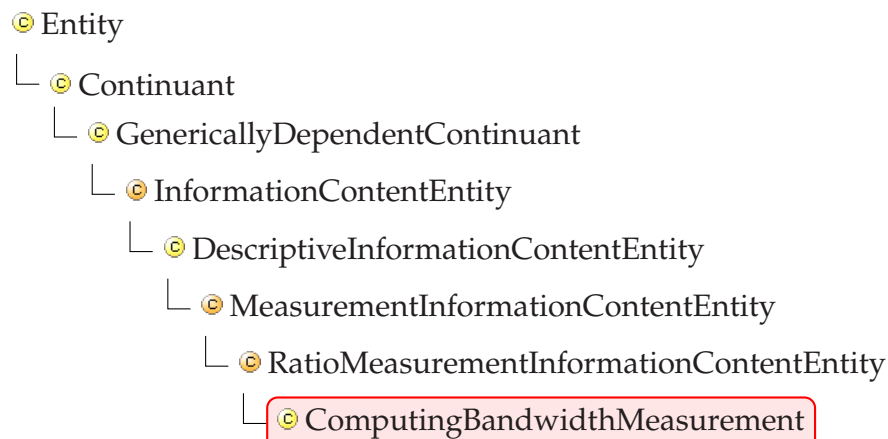 © Entity
© Continuant
© GenericallyDependentContinuant
© InformationContentEntity
© DescriptiveInformationContentEntity
© MeasurementInformationContentEntity
© RatioMeasurementInformationContentEntity
© ComputingBandwidthMeasurement